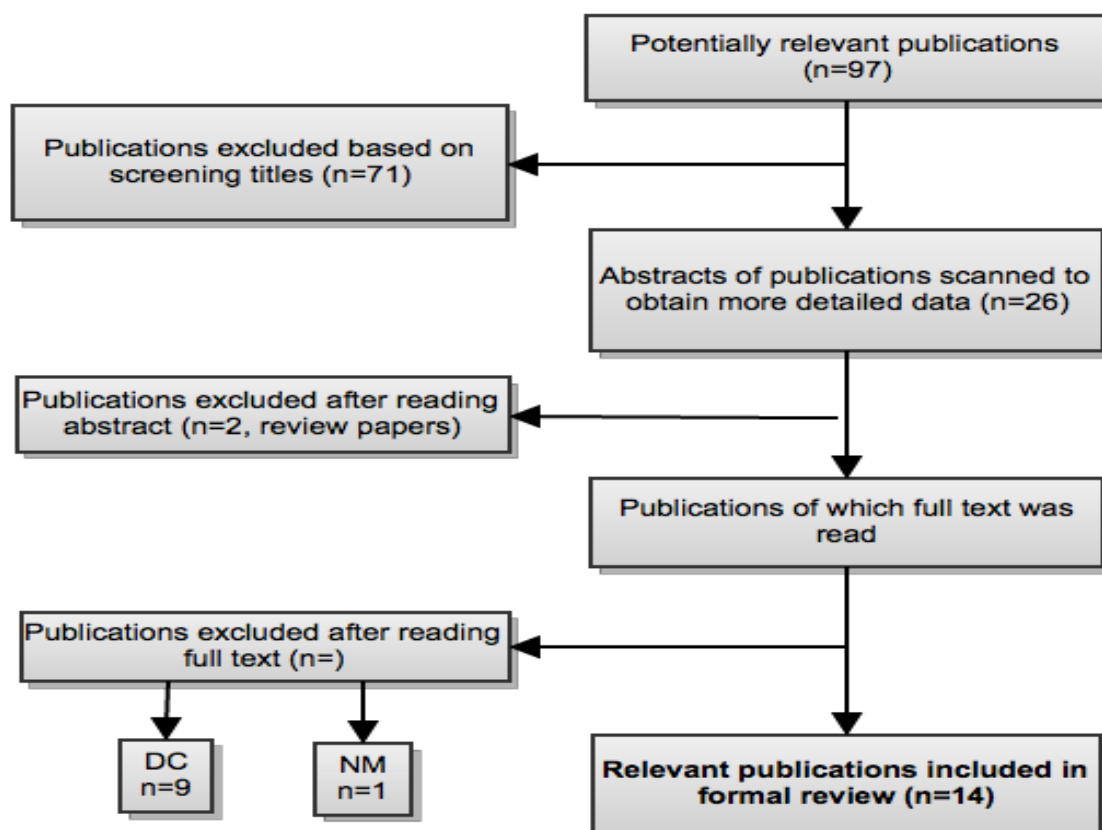 Potentially relevant publications
(n=97)
Publications excluded based on
screening titles (n=71)
Abstracts of publications scanned to
obtain more detailed data (n=26)
Publications excluded after reading
abstract (n=2, review papers)
Publications of which full text was
read
Publications excluded after reading
full text (n=)
DC
n=9
NM
n=1
Relevant publications included in
formal review (n=14)